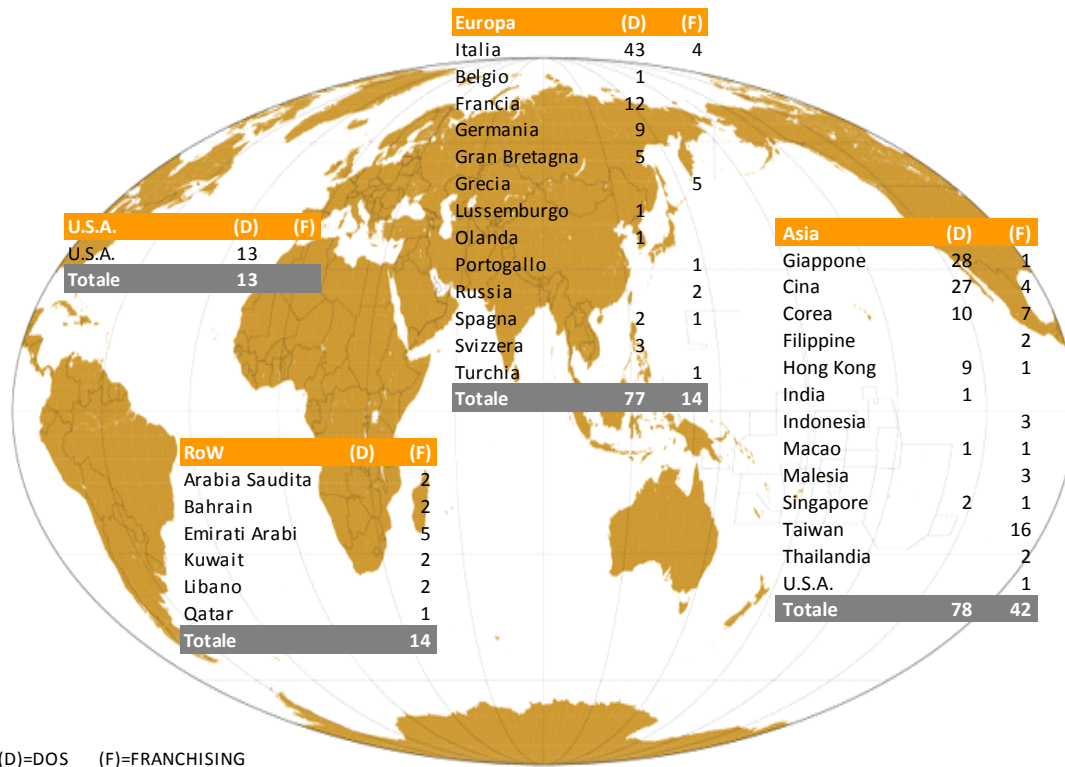 Europa (D) (F)
Italia 43 4
Belgio 1
Francia 12
Germania 9
Gran Bretagna 5
Grecia 5
Lussemburgo 1
Olanda 1
Portogallo 1
Russia 2
Spagna 2 1
Svizzera 3
Turchia 1
Totale 77 14
U.S.A. (D) (F)
U.S.A. 13
Totale 13
Asia (D) (F)
Giappone 28 1
Cina 27 4
Corea 10 7
Filippine 2
Hong Kong 9 1
India 1
Indonesia 3
Macao 1 1
Malesia 3
Singapore 2 1
Taiwan 16
Thailandia 2
U.S.A. 1
Totale 78 42
RoW (D) (F)
Arabia Saudita 2
Bahrain 2
Emirati Arabi 5
Kuwait 2
Libano 2
Qatar 1
Totale 14
(D)=DOS (F)=FRANCHISING